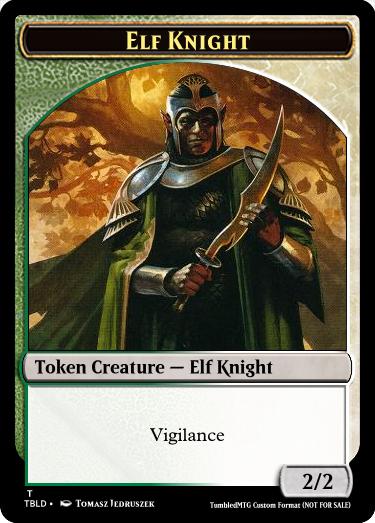 Elf Knight
Token Creature — Elf Knight
Vigilance
2/2
T
TBLD • Tomasz Jedruszek
TumbledMTG Custom Format (NOT FOR SALE)